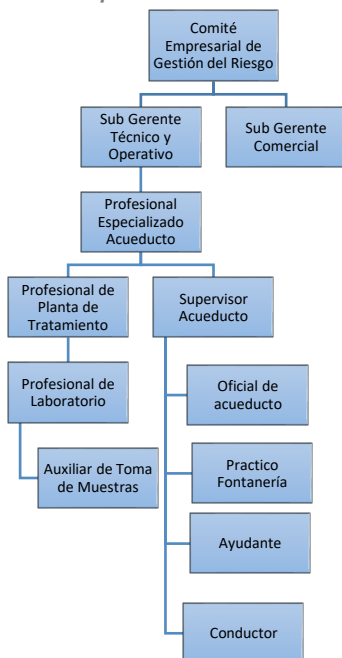 Comité
Empresarial de
Gestión del Riesgo
Sub Gerente
Técnico y
Operativo
Sub Gerente
Comercial
Profesional
Especializado
Acueducto
Profesional de
Planta de
Tratamiento
Supervisor
Acueducto
Profesional de
Laboratorio
Oficial de
acueducto
Auxiliar de Toma
de Muestras
Practico
Fontanería
Ayudante
Conductor